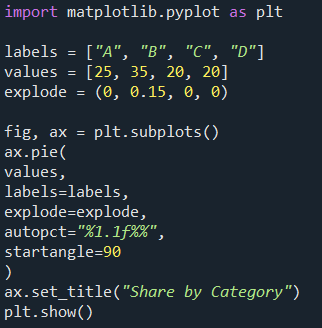 import matplotlib.pyplot as plt

labels = ["A", "B", "C", "D"]
values = [25, 35, 20, 20]
explode = (0, 0.15, 0, 0)

fig, ax = plt.subplots()
ax.pie(
values,
labels=labels,
explode=explode,
autopct="%1.1f%%",
startangle=90
)
ax.set_title("Share by Category")
plt.show()